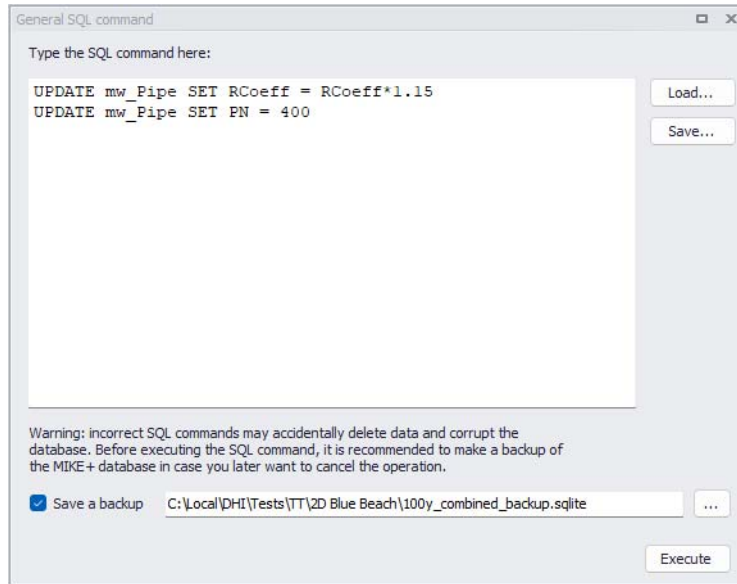 General SQL command
Type the SQL command here:
UPDATE mw_Pipe SET RCoeff = RCoeff*1.15
UPDATE mw_Pipe SET PN = 400
Load...
Save...
Warning: incorrect SQL commands may accidentally delete data and corrupt the
database. Before executing the SQL command, it is recommended to make a backup of
the MIKE+ database in case you later want to cancel the operation.
Save a backup C:\Local\DHI\Tests\TT\2D Blue Beach\100y_combined_backup.sqlite ...
Execute